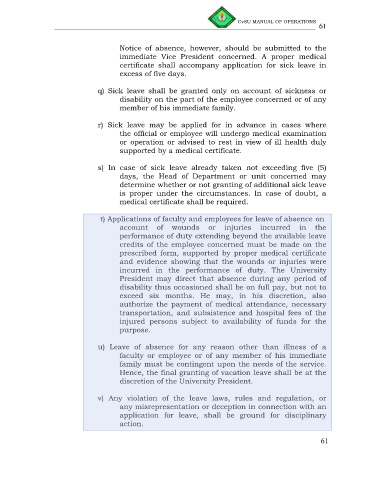 CvSU MANUAL OF OPERATIONS
61
Notice of absence, however, should be submitted to the
immediate Vice President concerned. A proper medical
certificate shall accompany application for sick leave in
excess of five days.
q) Sick leave shall be granted only on account of sickness or
disability on the part of the employee concerned or of any
member of his immediate family.
r) Sick leave may be applied for in advance in cases where
the official or employee will undergo medical examination
or operation or advised to rest in view of ill health duly
supported by a medical certificate.
s) In case of sick leave already taken not exceeding five (5)
days, the Head of Department or unit concerned may
determine whether or not granting of additional sick leave
is proper under the circumstances. In case of doubt, a
medical certificate shall be required.
t) Applications of faculty and employees for leave of absence on
account of wounds or injuries incurred in the
performance of duty extending beyond the available leave
credits of the employee concerned must be made on the
prescribed form, supported by proper medical certificate
and evidence showing that the wounds or injuries were
incurred in the performance of duty. The University
President may direct that absence during any period of
disability thus occasioned shall be on full pay, but not to
exceed six months. He may, in his discretion, also
authorize the payment of medical attendance, necessary
transportation, and subsistence and hospital fees of the
injured persons subject to availability of funds for the
purpose.
u) Leave of absence for any reason other than illness of a
faculty or employee or of any member of his immediate
family must be contingent upon the needs of the service.
Hence, the final granting of vacation leave shall be at the
discretion of the University President.
v) Any violation of the leave laws, rules and regulation, or
any misrepresentation or deception in connection with an
application for leave, shall be ground for disciplinary
action.
61